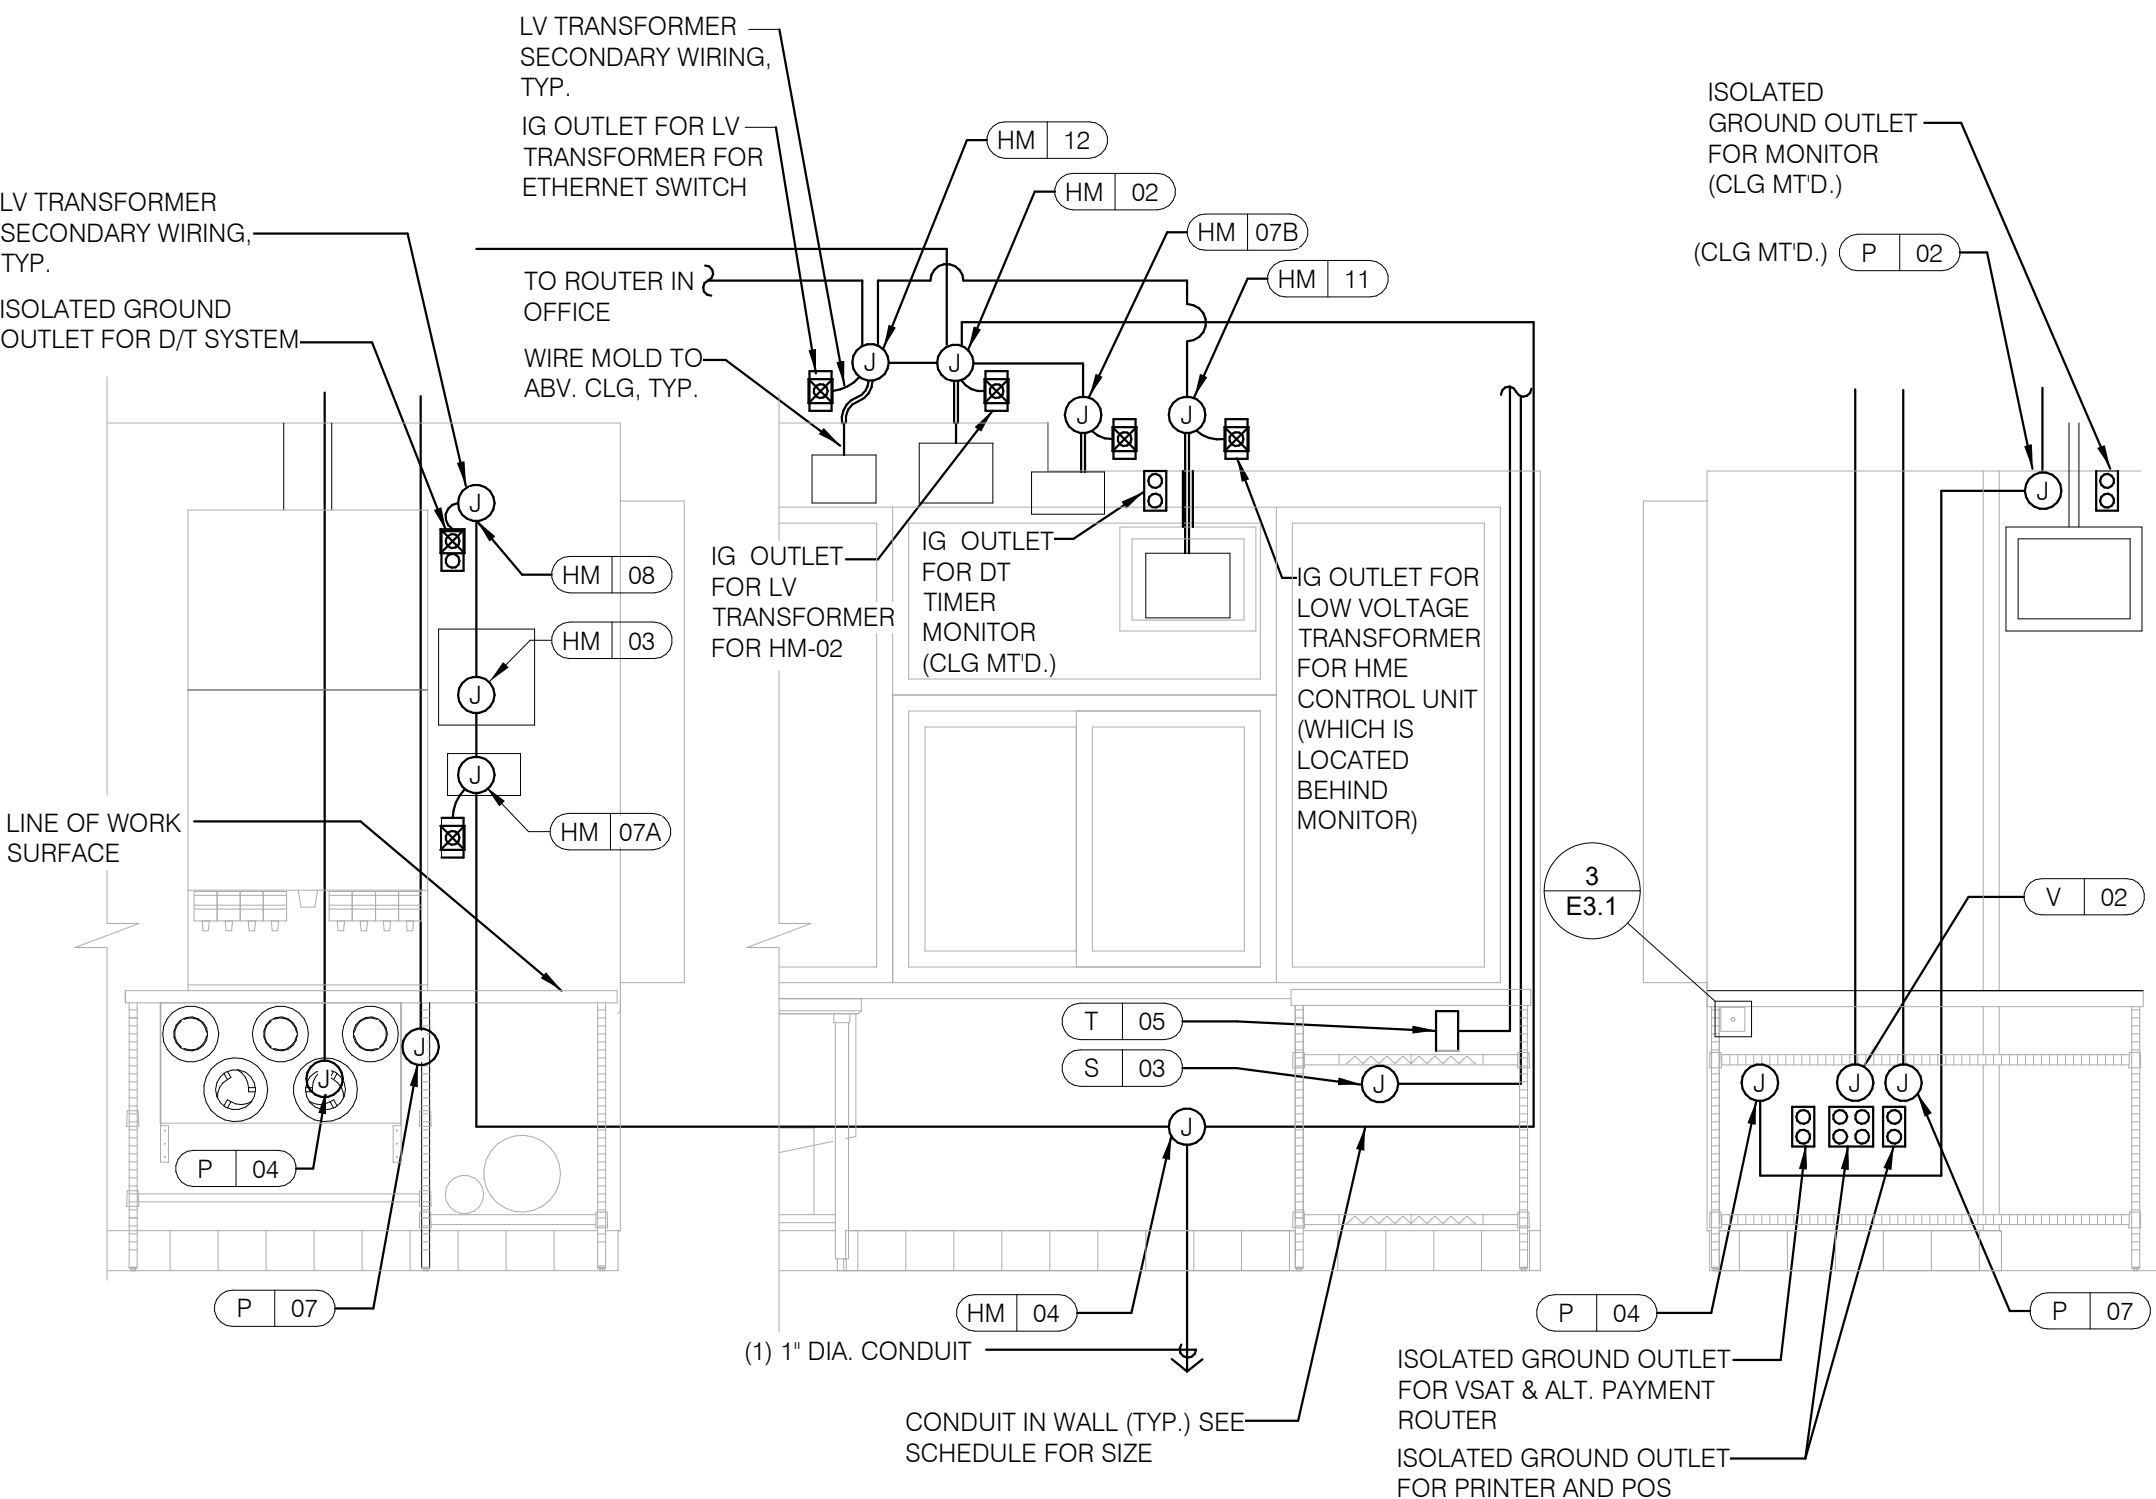 LV TRANSFORMER
SECONDARY WIRING,
TYP.
IG OUTLET FOR LV
TRANSFORMER FOR
ETHERNET SWITCH
HM 12
HM 02
HM 07B
HM 11
ISOLATED
GROUND OUTLET
FOR MONITOR
(CLG MT'D.)
(CLG MT'D.) P 02
LV TRANSFORMER
SECONDARY WIRING,
TYP.
ISOLATED GROUND
OUTLET FOR D/T SYSTEM
TO ROUTER IN
OFFICE
WIRE MOLD TO
ABV. CLG, TYP.
J
J
J
J
J
J
HM 08
HM 03
J
J
HM 07A
IG OUTLET
FOR LV
TRANSFORMER
FOR HM-02
IG OUTLET
FOR DT
TIMER
MONITOR
(CLG MT'D.)
IG OUTLET FOR
LOW VOLTAGE
TRANSFORMER
FOR HME
CONTROL UNIT
(WHICH IS
LOCATED
BEHIND
MONITOR)
LINE OF WORK
SURFACE
3
E3.1
V 02
T 05
S 03
J
J
J
J
J
J
J
P 04
P 07
HM 04
(1) 1" DIA. CONDUIT
CONDUIT IN WALL (TYP.) SEE
SCHEDULE FOR SIZE
P 04
P 07
ISOLATED GROUND OUTLET
FOR VSAT & ALT. PAYMENT
ROUTER
ISOLATED GROUND OUTLET
FOR PRINTER AND POS